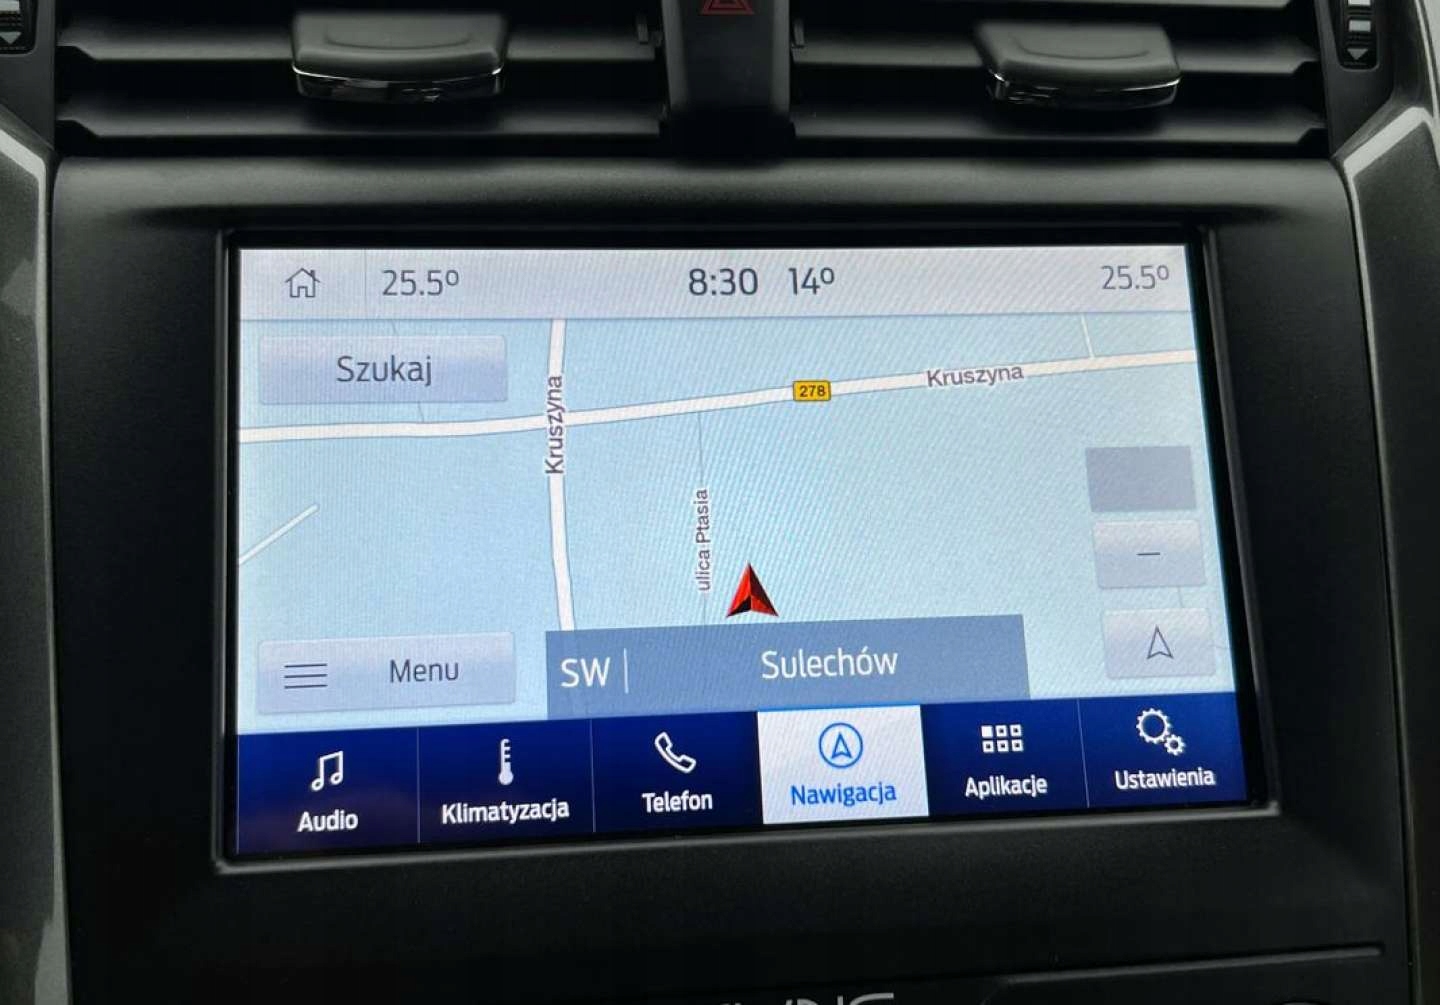 25.5° 8:30 14° 25.5°
Szukaj
278
Kruszyna
Kruszyna
ulica Ptasia
–
Menu
SW | Sulechów
Audio
Klimatyzacja
Telefon
Nawigacja
Aplikacje
Ustawienia